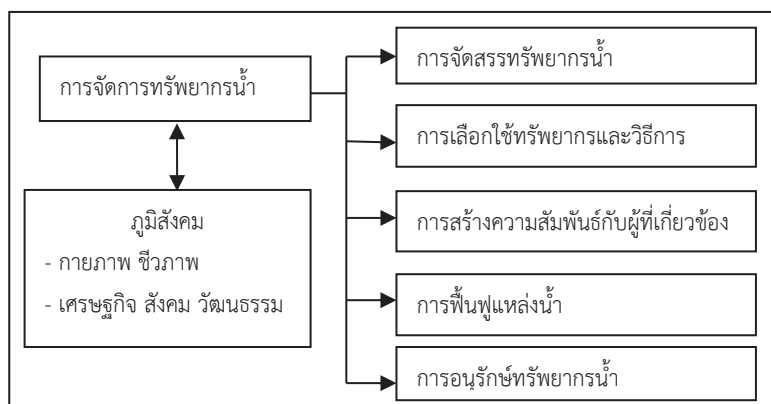 การจัดการทรัพยากรน้ำ
ภูมิสังคม
- กายภาพ ชีวภาพ
- เศรษฐกิจ สังคม วัฒนธรรม
การจัดสรรทรัพยากรน้ำ
การเลือกใช้ทรัพยากรและวิธีการ
การสร้างความสัมพันธ์กับผู้ที่เกี่ยวข้อง
การฟื้นฟูแหล่งน้ำ
การอนุรักษ์ทรัพยากรน้ำ